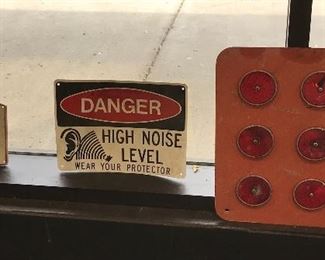 DANGER
HIGH NOISE
LEVEL
WEAR YOUR PROTECTOR